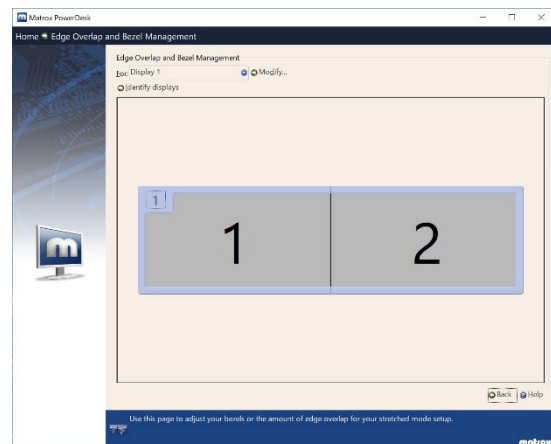 Matrox PowerDesk
Home Edge Overlap and Bezel Management
Edge Overlap and Bezel Management
For: Display 1 Modify...
Identify displays
1
1 2
Back Help
Use this page to adjust your bezels or the amount of edge overlap for your stretched mode setup.
matrox
m